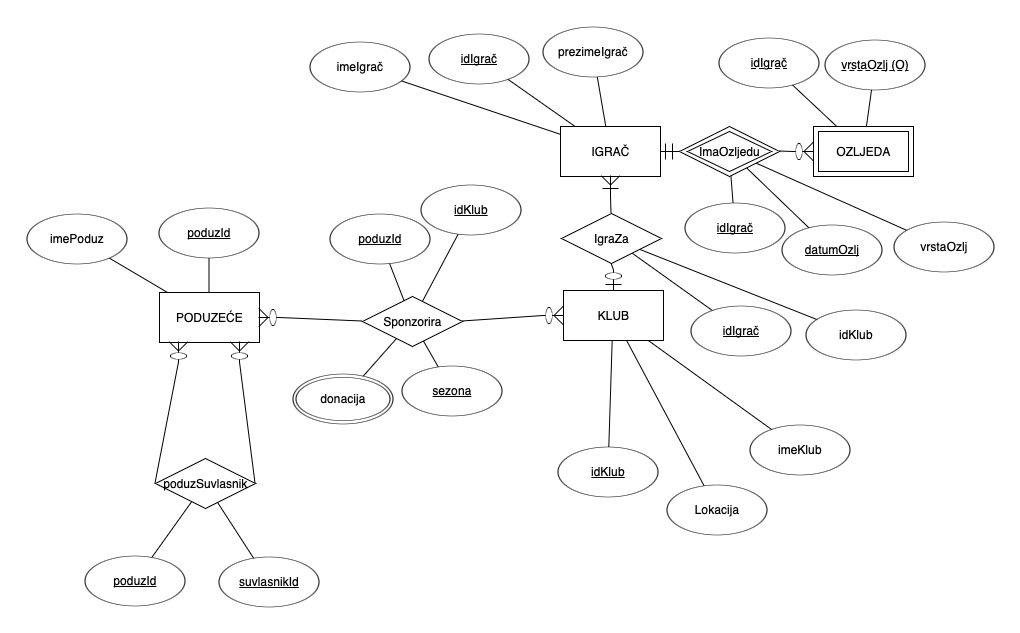 prezimeIgrač
idIgrač
imeIgrač
idIgrač
vrstaOzlj (O)
IGRAČ
ImaOzljedu
OZLJEDA
idKlub
poduzId
idIgrač
datumOzlj
vrstaOzlj
imePoduz
poduzId
IgraZa
PODUZEĆE
Sponzorira
KLUB
idIgrač
idKlub
donacija
sezona
imeKlub
idKlub
Lokacija
poduzSuvlasnik
poduzId
suvlasnikId